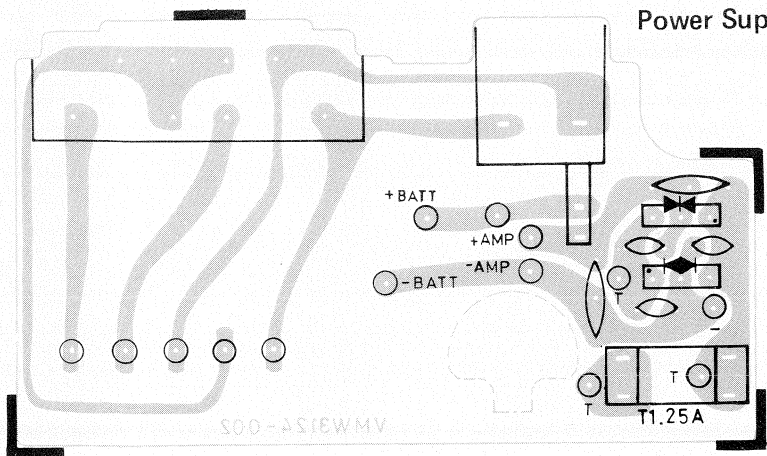 Power Sup
+BATT
+AMP
-AMP
-BATT
T
-
T
T
T1.25A
VMW3124-002